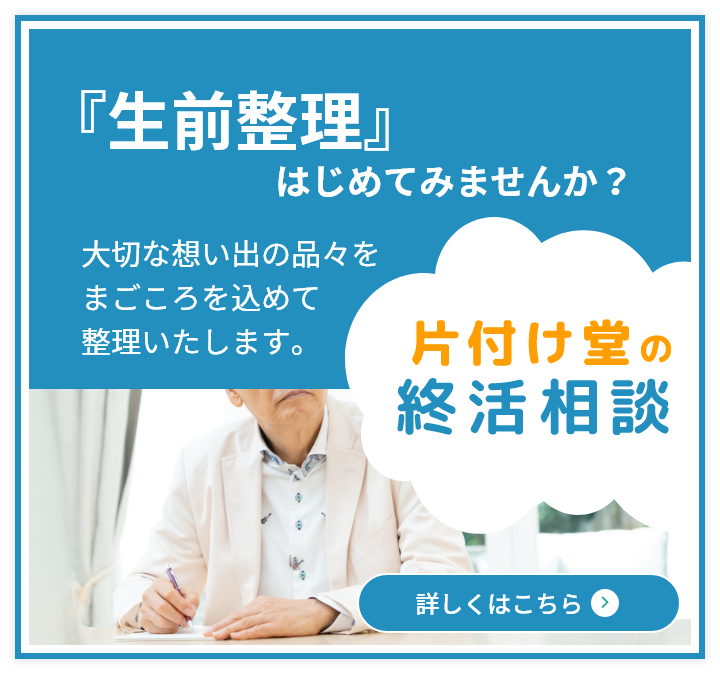 『生前整理』
はじめてみませんか？
大切な想い出の品々を
まごころを込めて
整理いたします。
片付け堂の
終活相談
詳しくはこちら